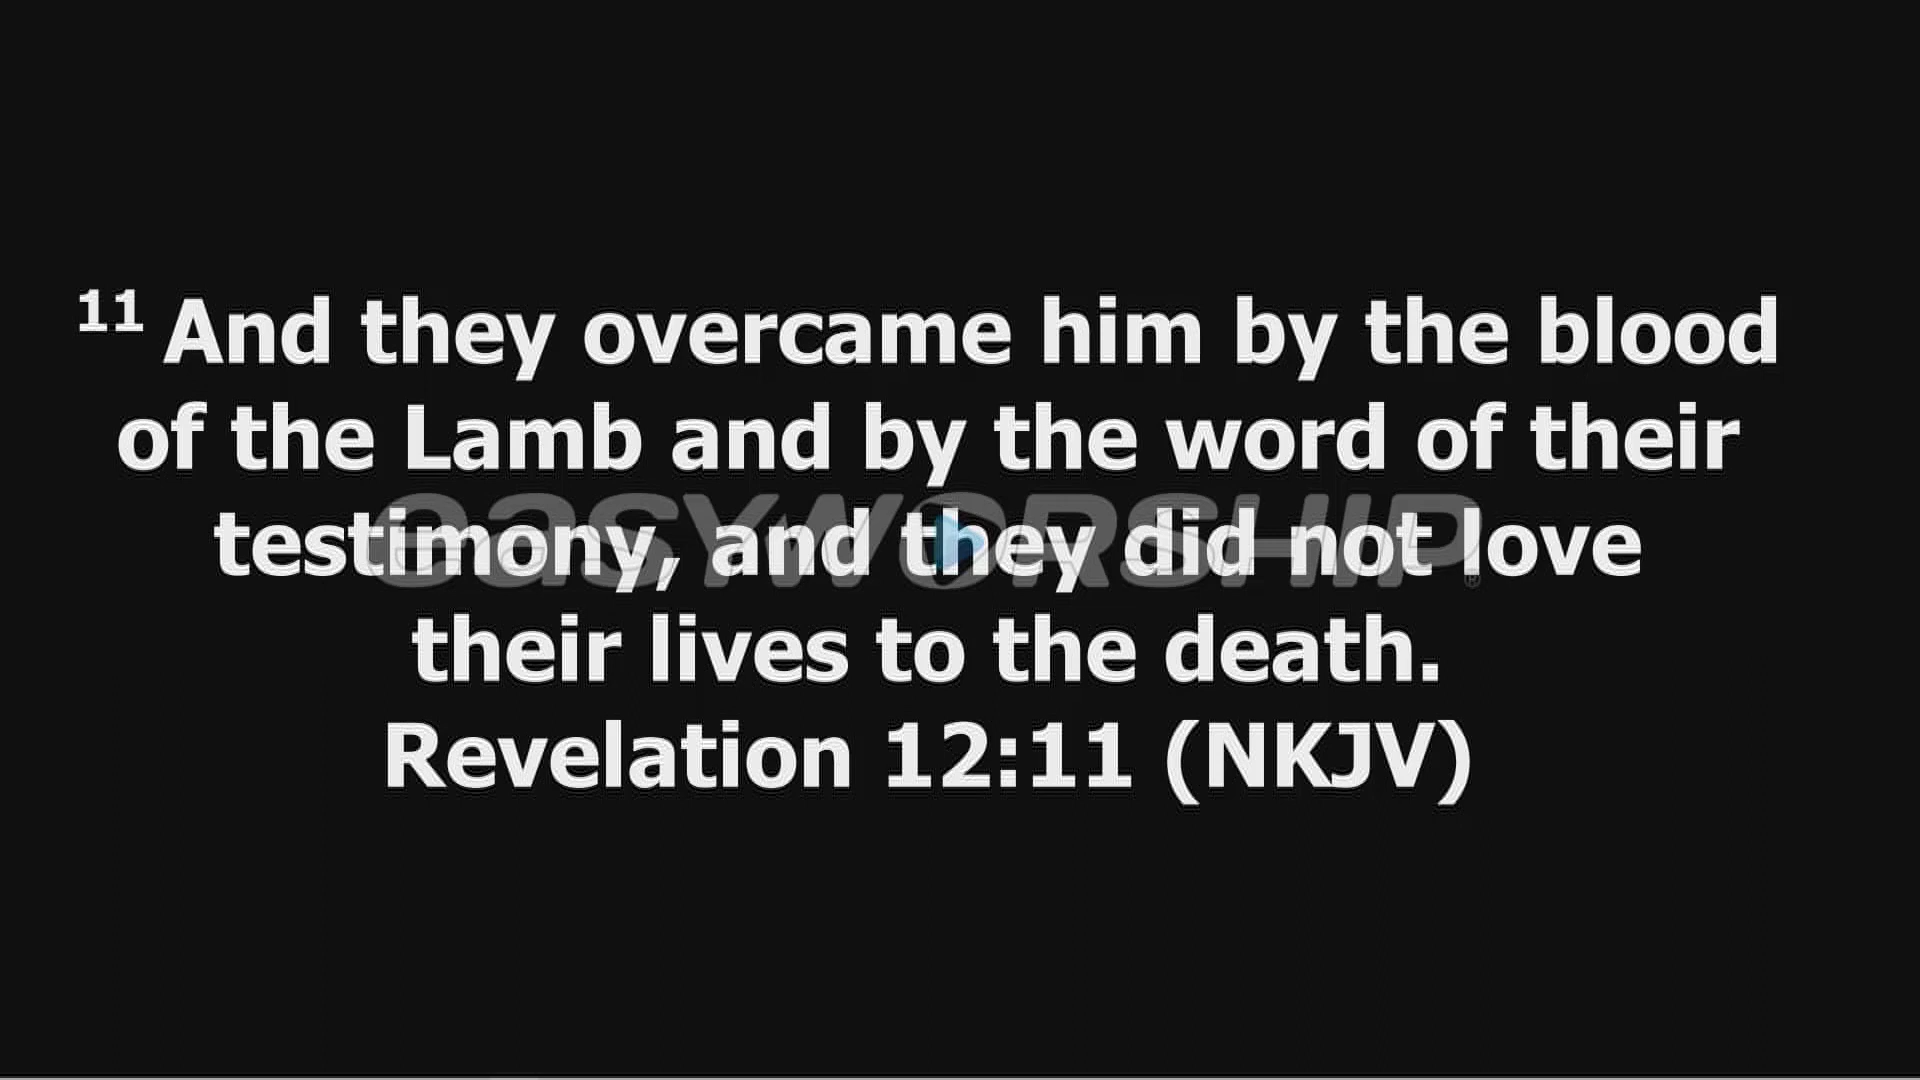 11 And they overcame him by the blood
of the Lamb and by the word of their
testimony, and they did not love
their lives to the death.
Revelation 12:11 (NKJV)
easyworship®